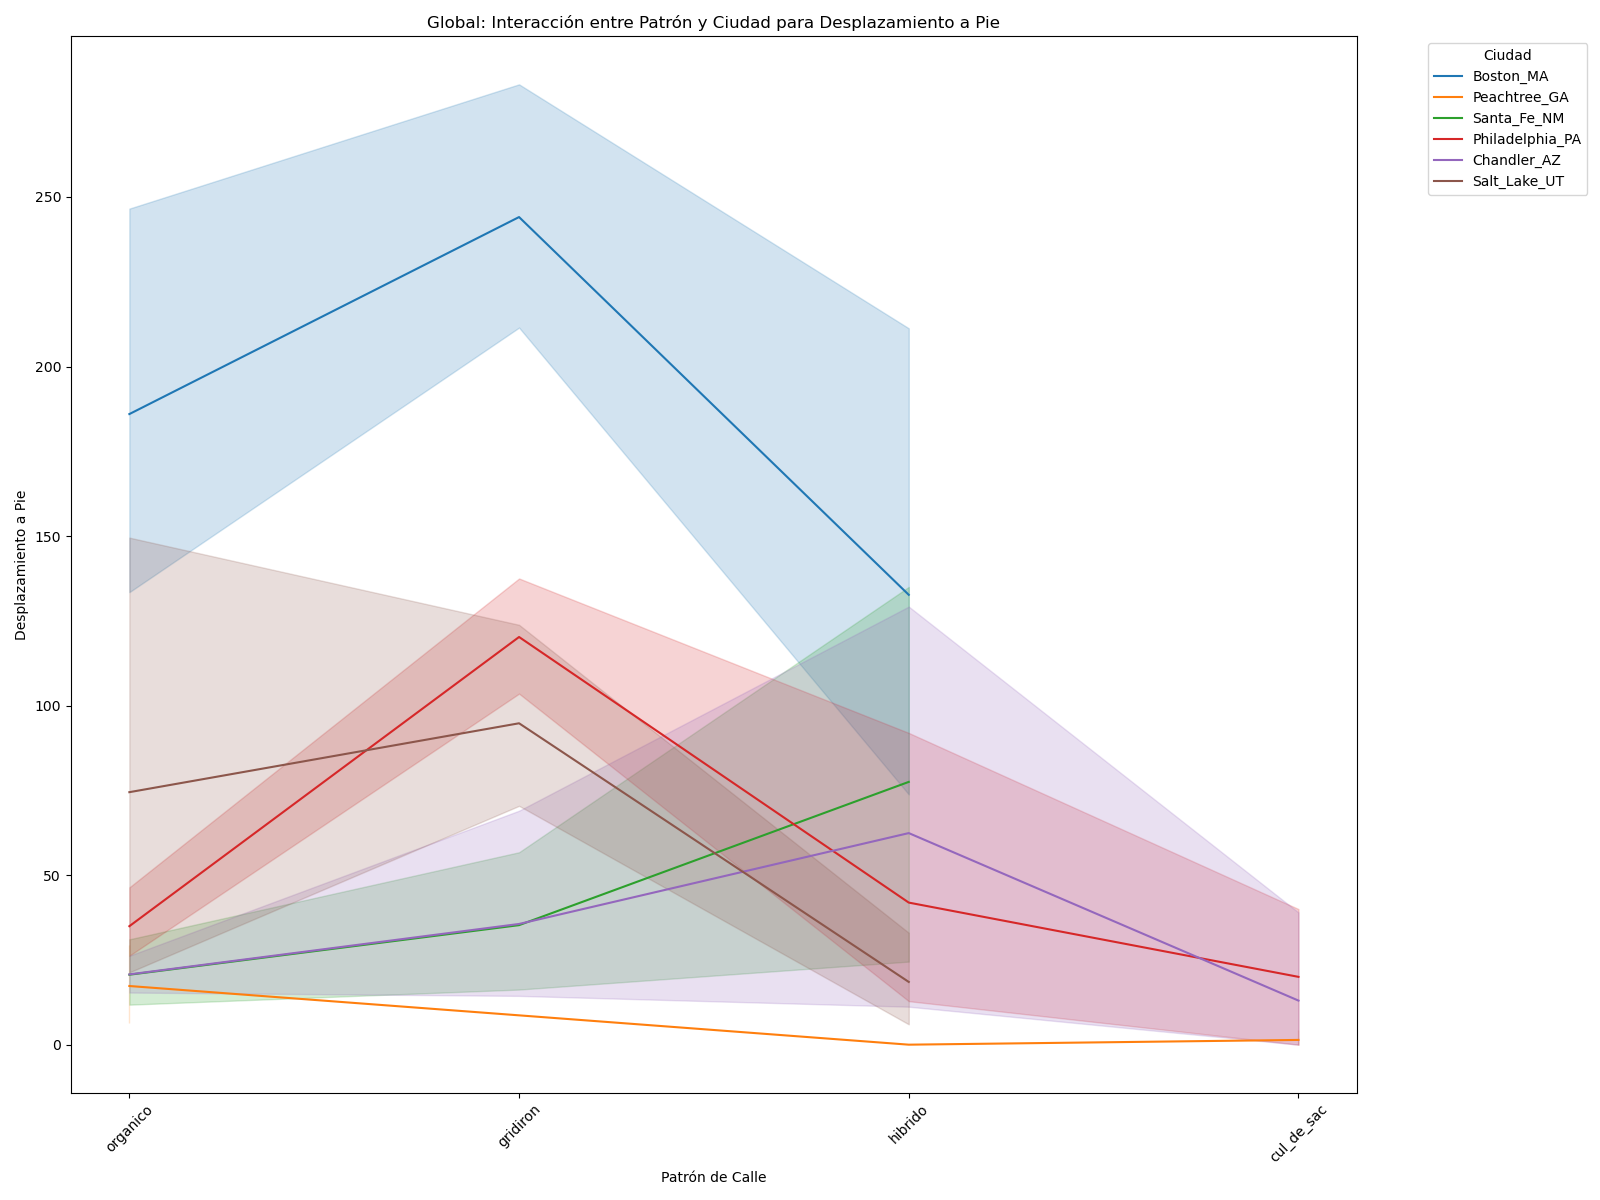 Global: Interacción entre Patrón y Ciudad para Desplazamiento a Pie
Ciudad
Boston_MA
Peachtree_GA
Santa_Fe_NM
Philadelphia_PA
Chandler_AZ
Salt_Lake_UT
Desplazamiento a Pie
250
200
150
100
50
0
organico
gridiron
hibrido
cul_de_sac
Patrón de Calle